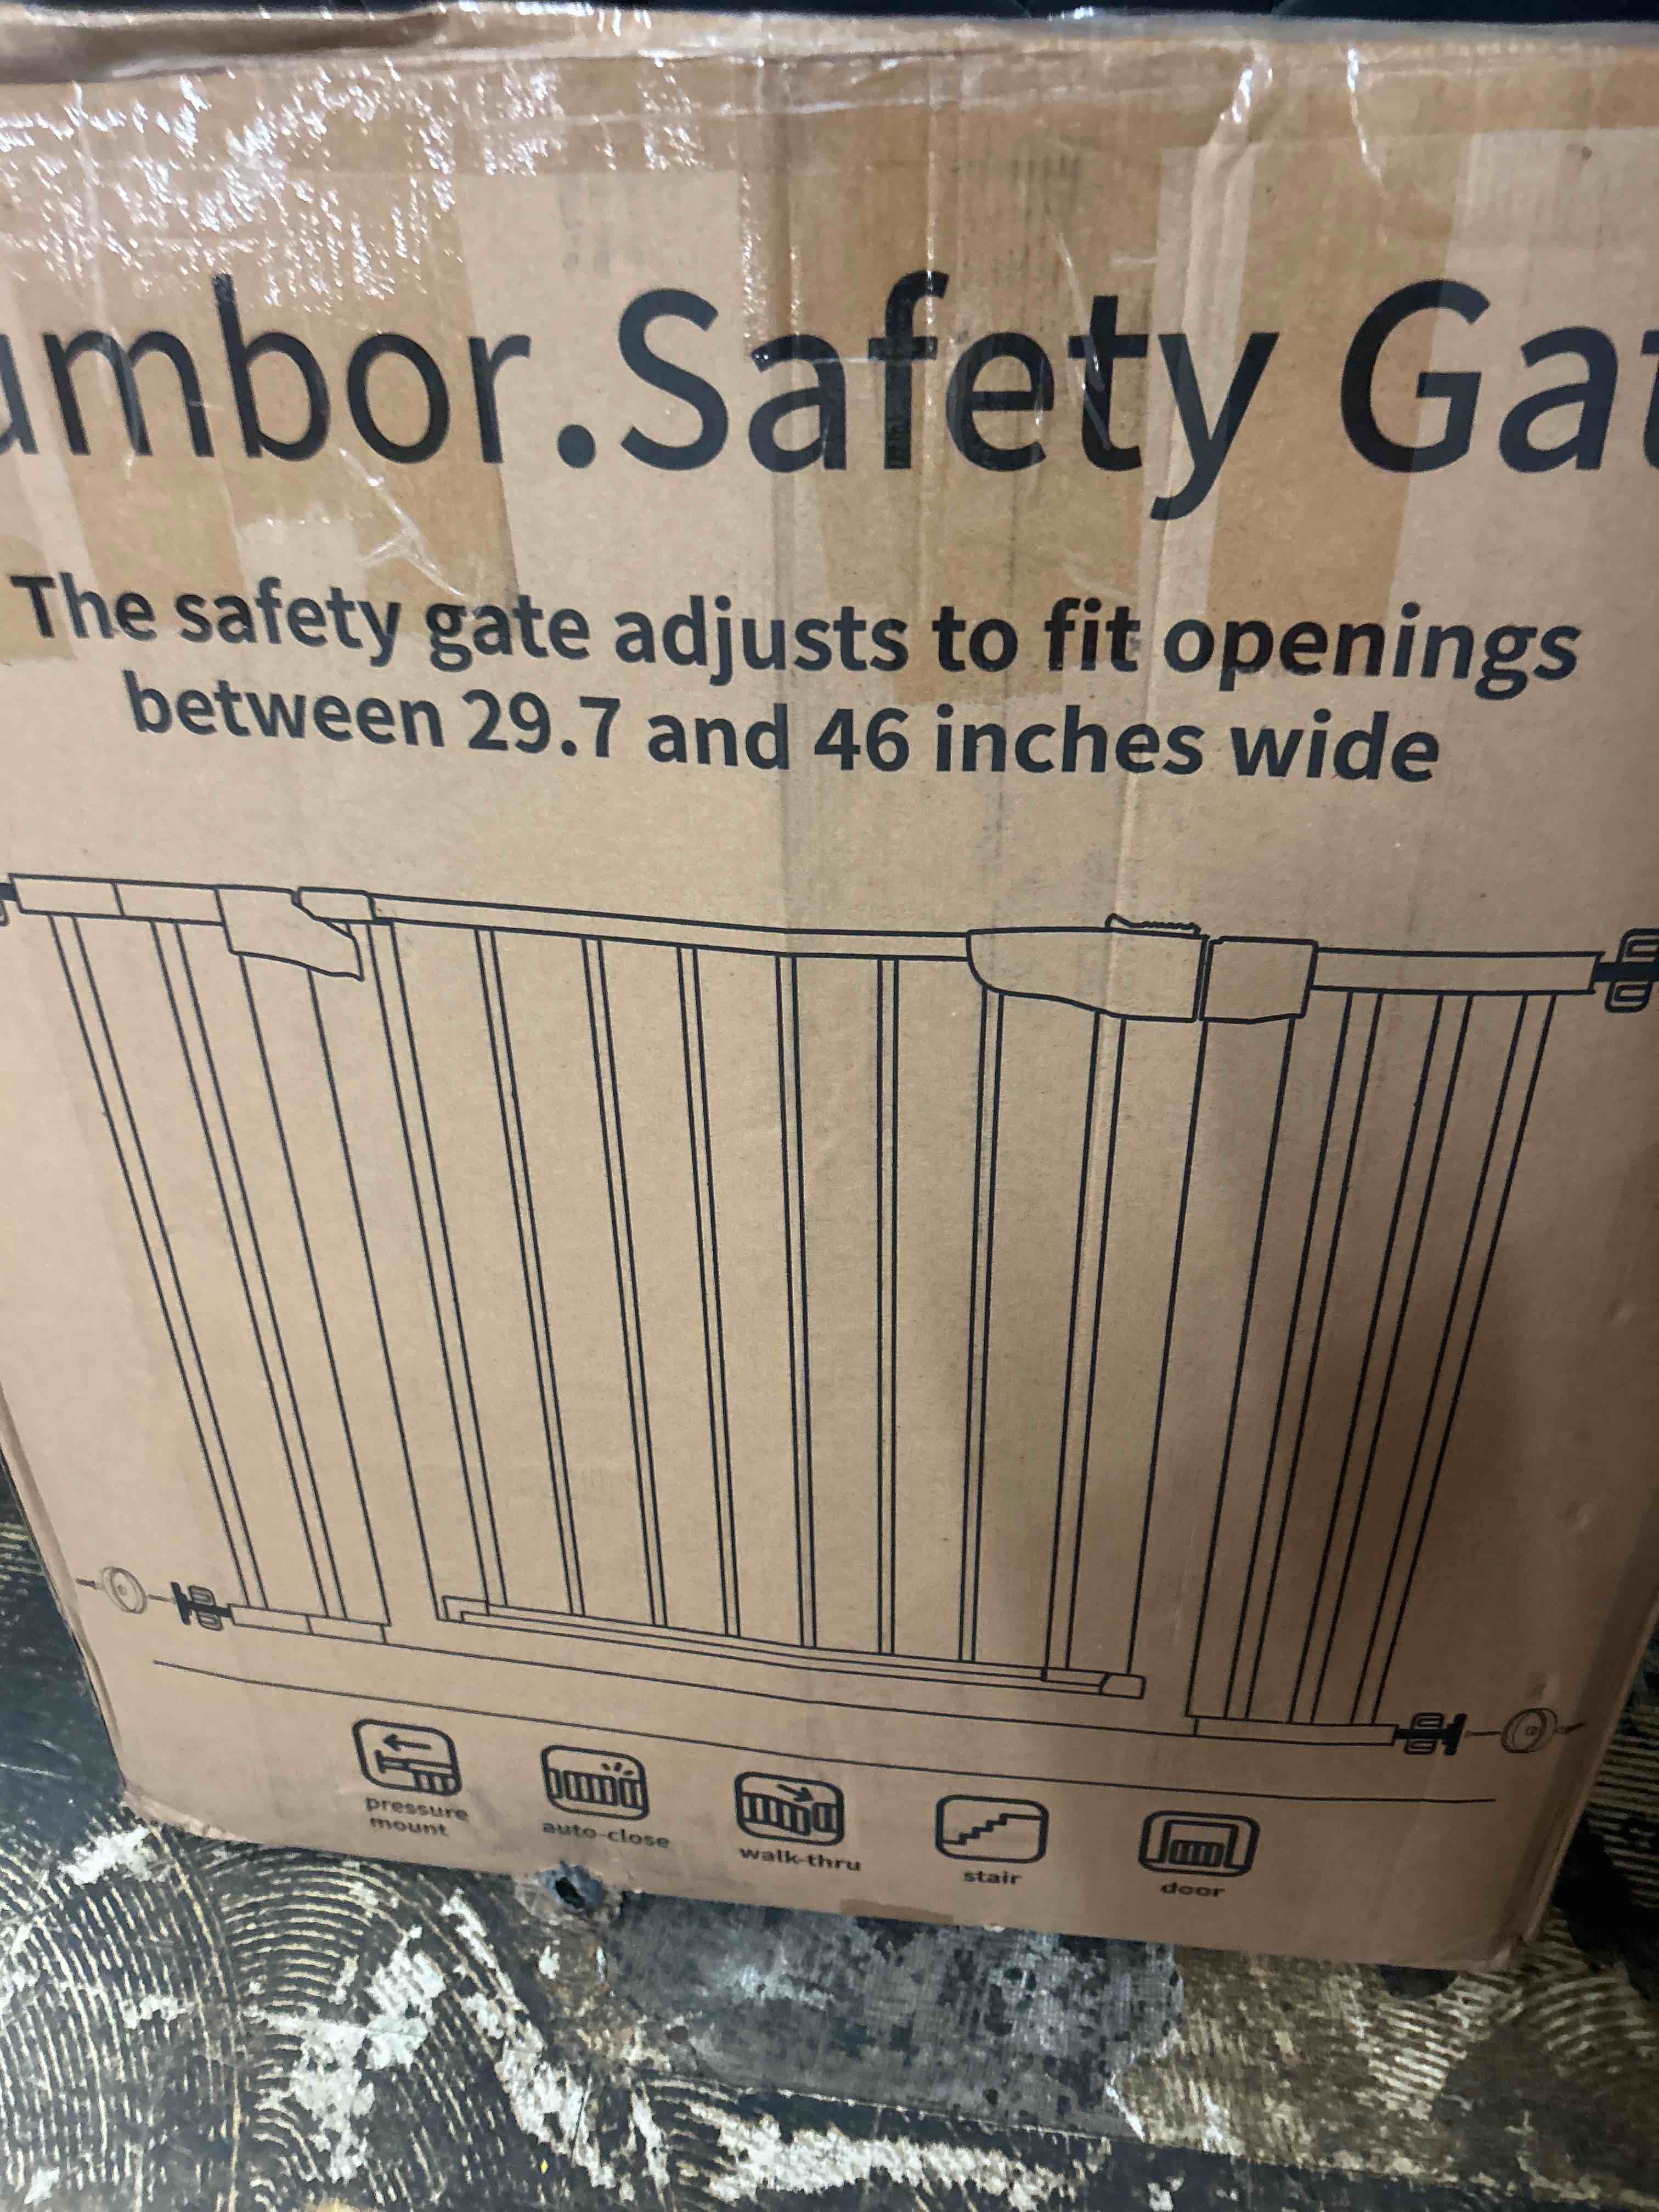 umbor.Safety Gat
The safety gate adjusts to fit openings
between 29.7 and 46 inches wide
pressure
mount
auto-close
walk-thru
stair
door